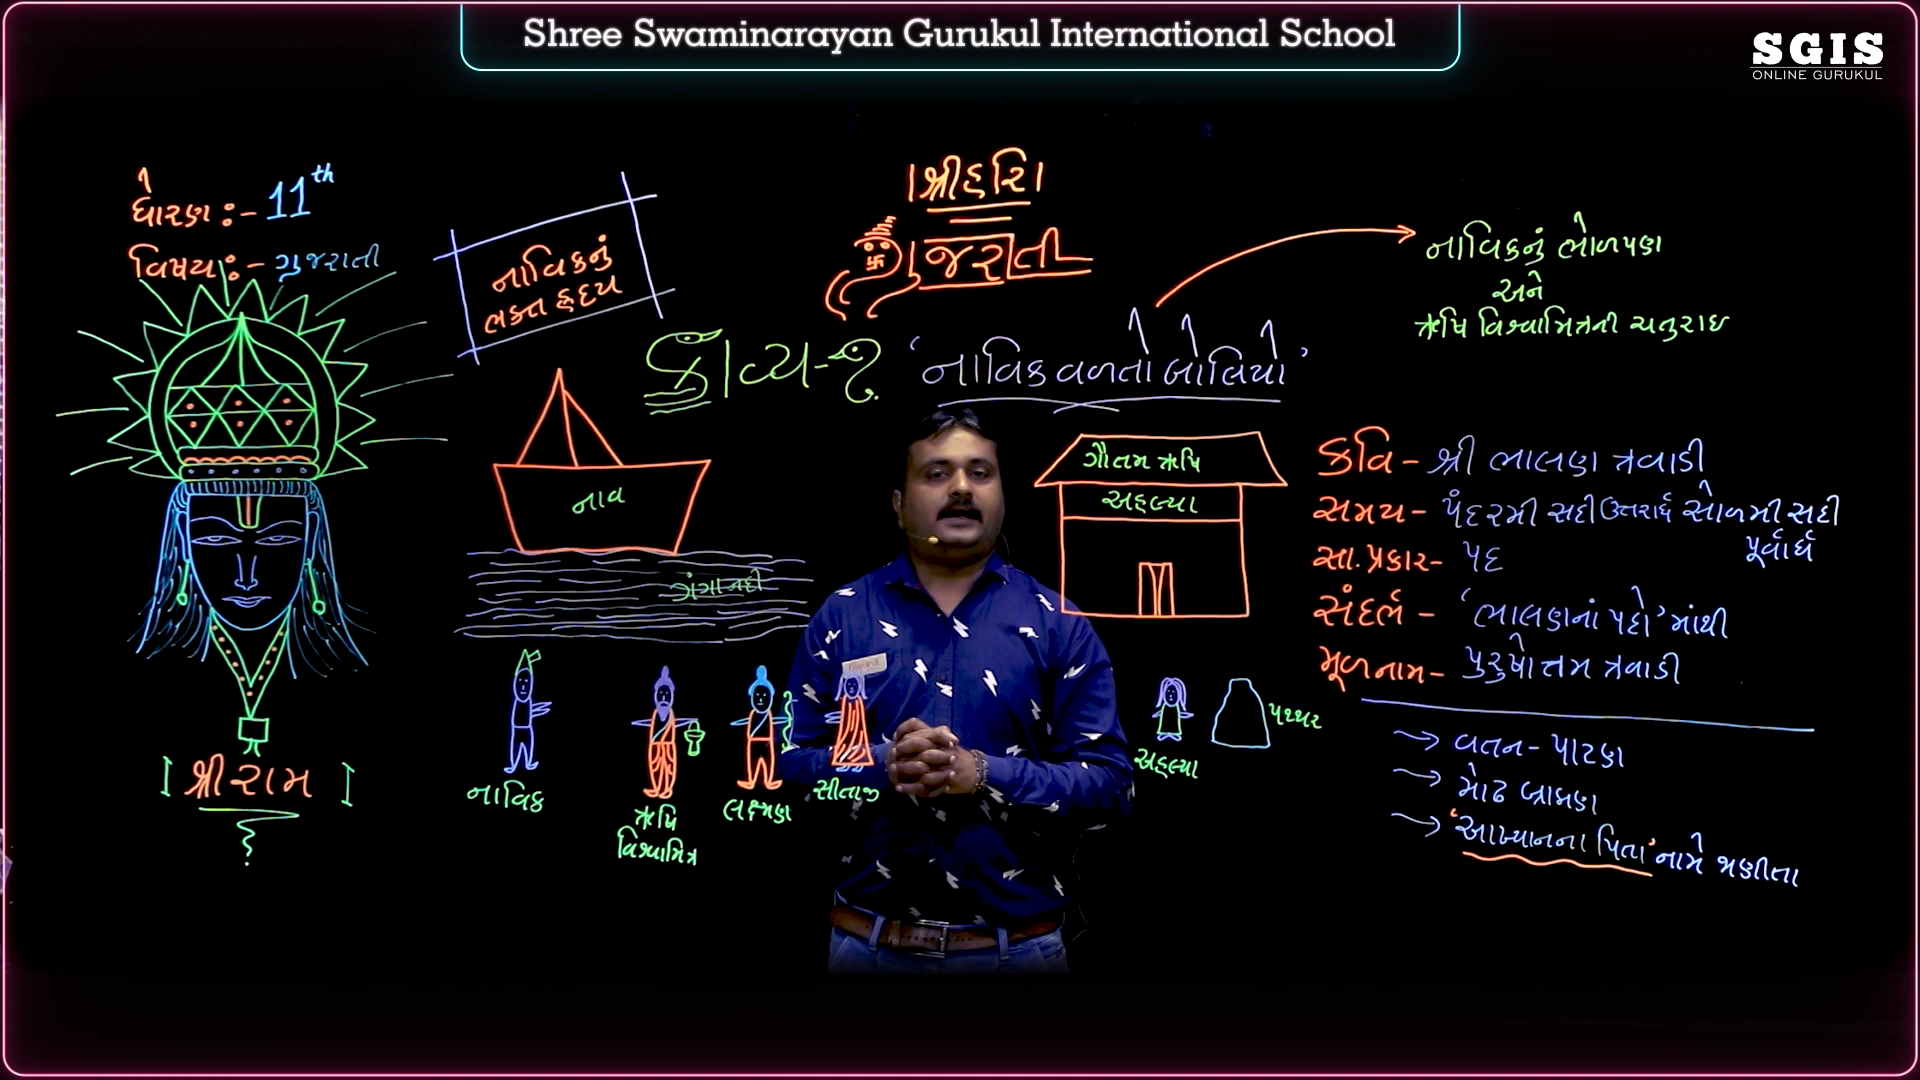 Shree Swaminarayan Gurukul International School
SGIS
ONLINE GURUKUL
ધોરણ :- 11th
વિષય :- ગુજરાતી
નાવિકનું
ભક્ત હૃદય
।શ્રીહરિ।
ગુજરાતી
કાવ્ય-૧
'નાવિક વળતો બોલિયો'
નાવિકનું ભોળપણ
અને
ઋષિ વિશ્વામિત્રની ચતુરાઇ
નાવ
ગંગા નદી
ગૌતમ ઋષિ
અહલ્યા
કવિ - શ્રી ભાલણ ત્રવાડી
સમય - પંદરમી સદી ઉત્તરાર્ધ સોળમી સદી
પૂર્વાર્ધ
સા. પ્રકાર - પદ
સંદર્ભ - 'ભાલણનાં પદો' માંથી
મૂળ નામ - પુરુષોત્તમ ત્રવાડી
→ વતન - પાટણ
→ મોઢ બ્રાહ્મણ
→ 'આખ્યાનના પિતા' નામે જાણીતા
શ્રી રામ
નાવિક
ઋષિ
વિશ્વામિત્ર
લક્ષ્મણ
સીતાજી
અહલ્યા
પથ્થર